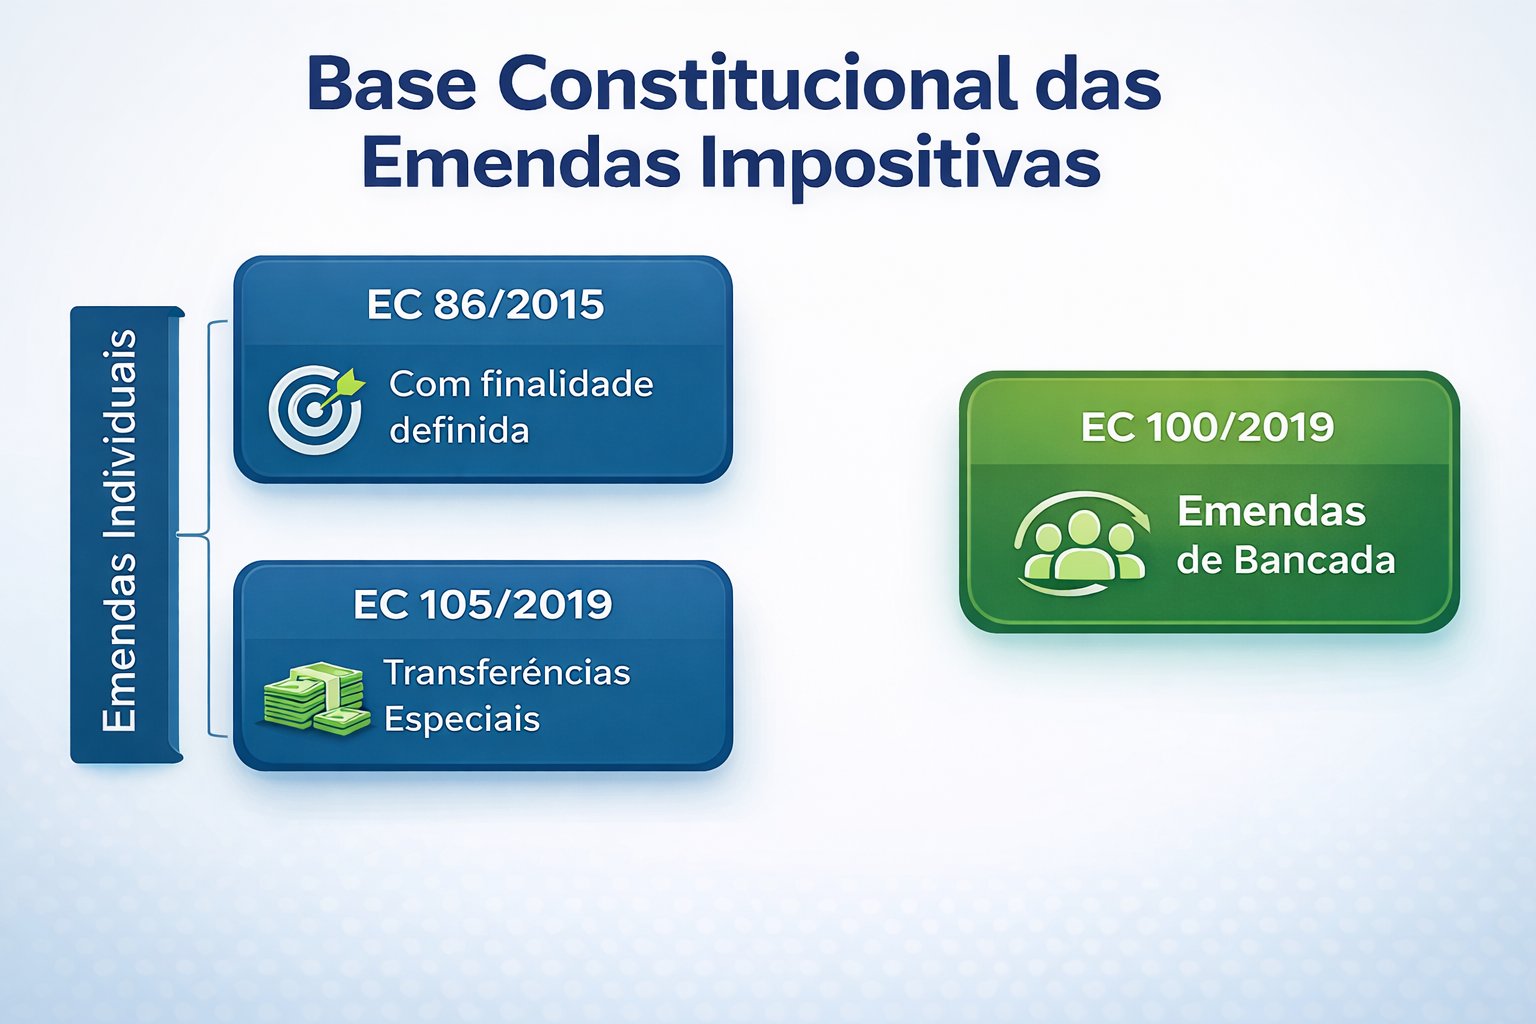 Base Constitucional das
Emendas Impositivas
Emendas Individuais
EC 86/2015
Com finalidade
definida
EC 105/2019
Transferéncias
Especiais
EC 100/2019
Emendas
de Bancada